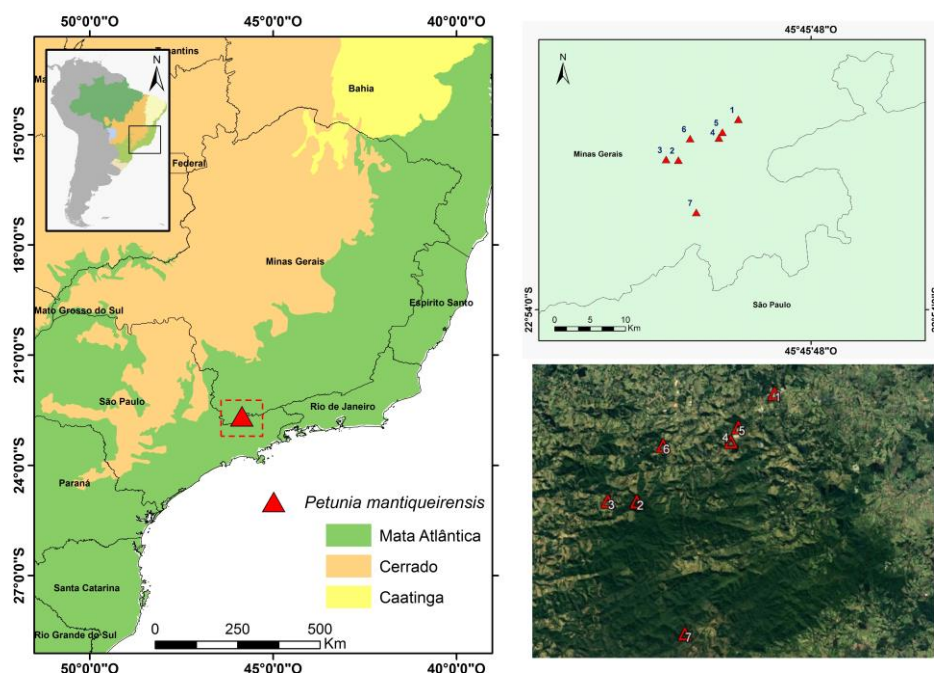 50°0'0"O 45°0'0"O 40°0'0"O
15°0'0"S
18°0'0"S
21°0'0"S
24°0'0"S
27°0'0"S
N
Bahia
Federal
Minas Gerais
Espírito Santo
Mato Grosso do Sul
São Paulo
Rio de Janeiro
Paraná
Santa Catarina
Rio Grande do Sul
Petunia mantiqueirensis
Mata Atlântica
Cerrado
Caatinga
0 250 500
Km
50°0'0"O 45°0'0"O 40°0'0"O
45°45'48"O
N
1
5
6 4
3 2
Minas Gerais
7
São Paulo
22°54'0"S
0 5 10
Km
45°45'48"O
1
5
4
6
3 2
7